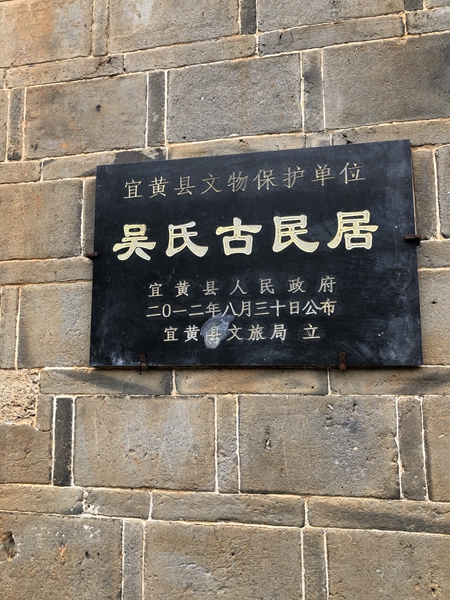 宜黄县文物保护单位
吴氏古民居
宜黄县人民政府
二〇一二年八月三十日公布
宜黄县文旅局 立